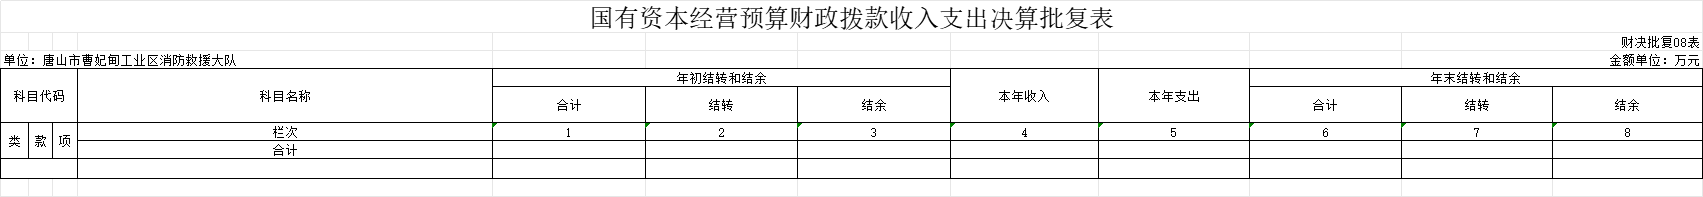 国有资本经营预算财政拨款收入支出决算批复表
财决批复08表
单位：唐山市曹妃甸工业区消防救援大队 金额单位：万元
科目代码 科目名称 年初结转和结余 本年收入 本年支出 年末结转和结余
合计 结转 结余 合计 结转 结余
类 款 项 栏次 1 2 3 4 5 6 7 8
合计